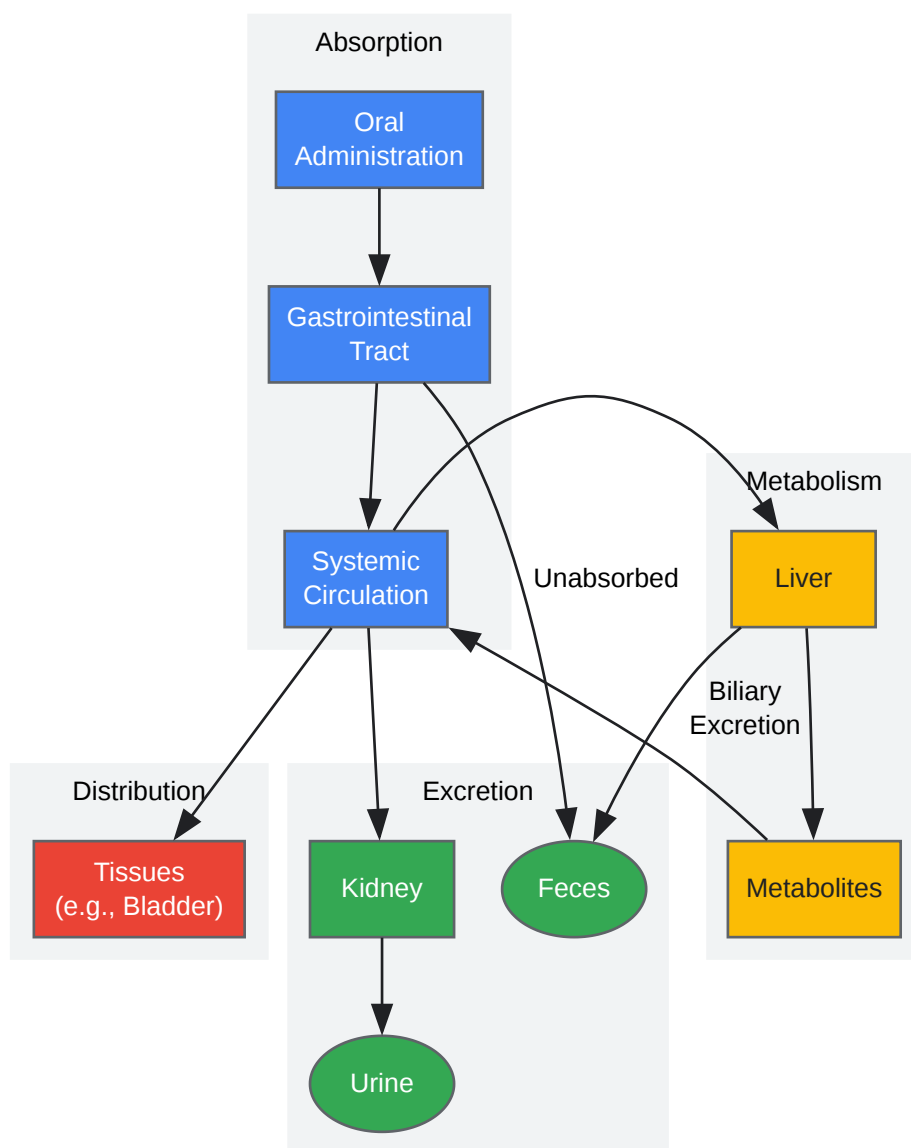 Absorption
Oral
Administration
Gastrointestinal
Tract
Metabolism
Systemic
Circulation
Unabsorbed
Liver
Biliary
Excretion
Distribution
Excretion
Tissues
(e.g., Bladder)
Kidney
Feces
Metabolites
Urine